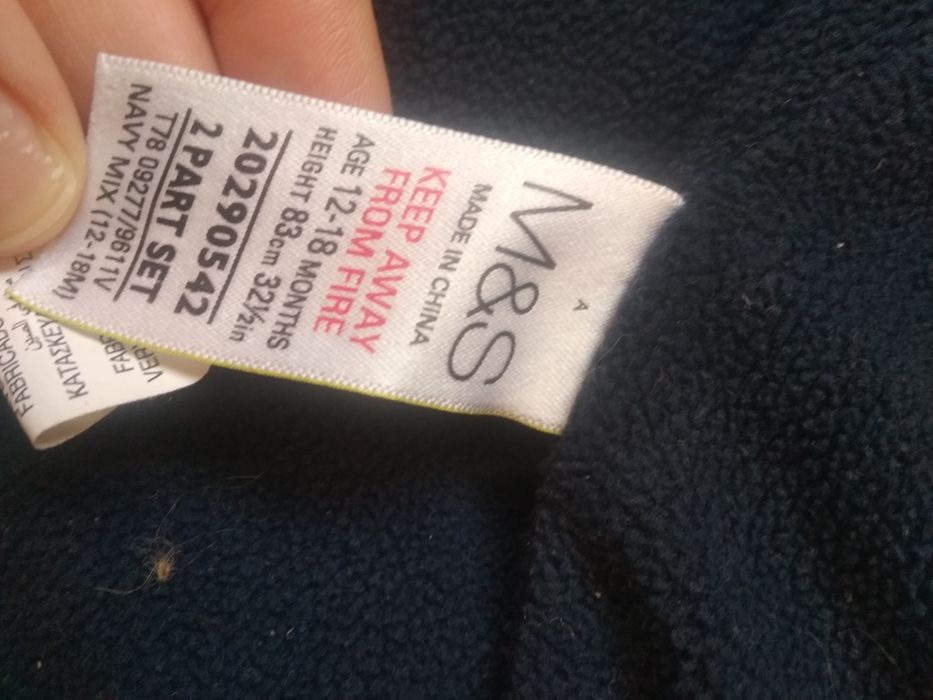 A
M&S
MADE IN CHINA
KEEP AWAY
FROM FIRE
AGE 12-18 MONTHS
HEIGHT 83cm 32½in
20290542
2 PART SET
T78 09277/9611V
NAVY MIX (12-18M)
KATAΣKE